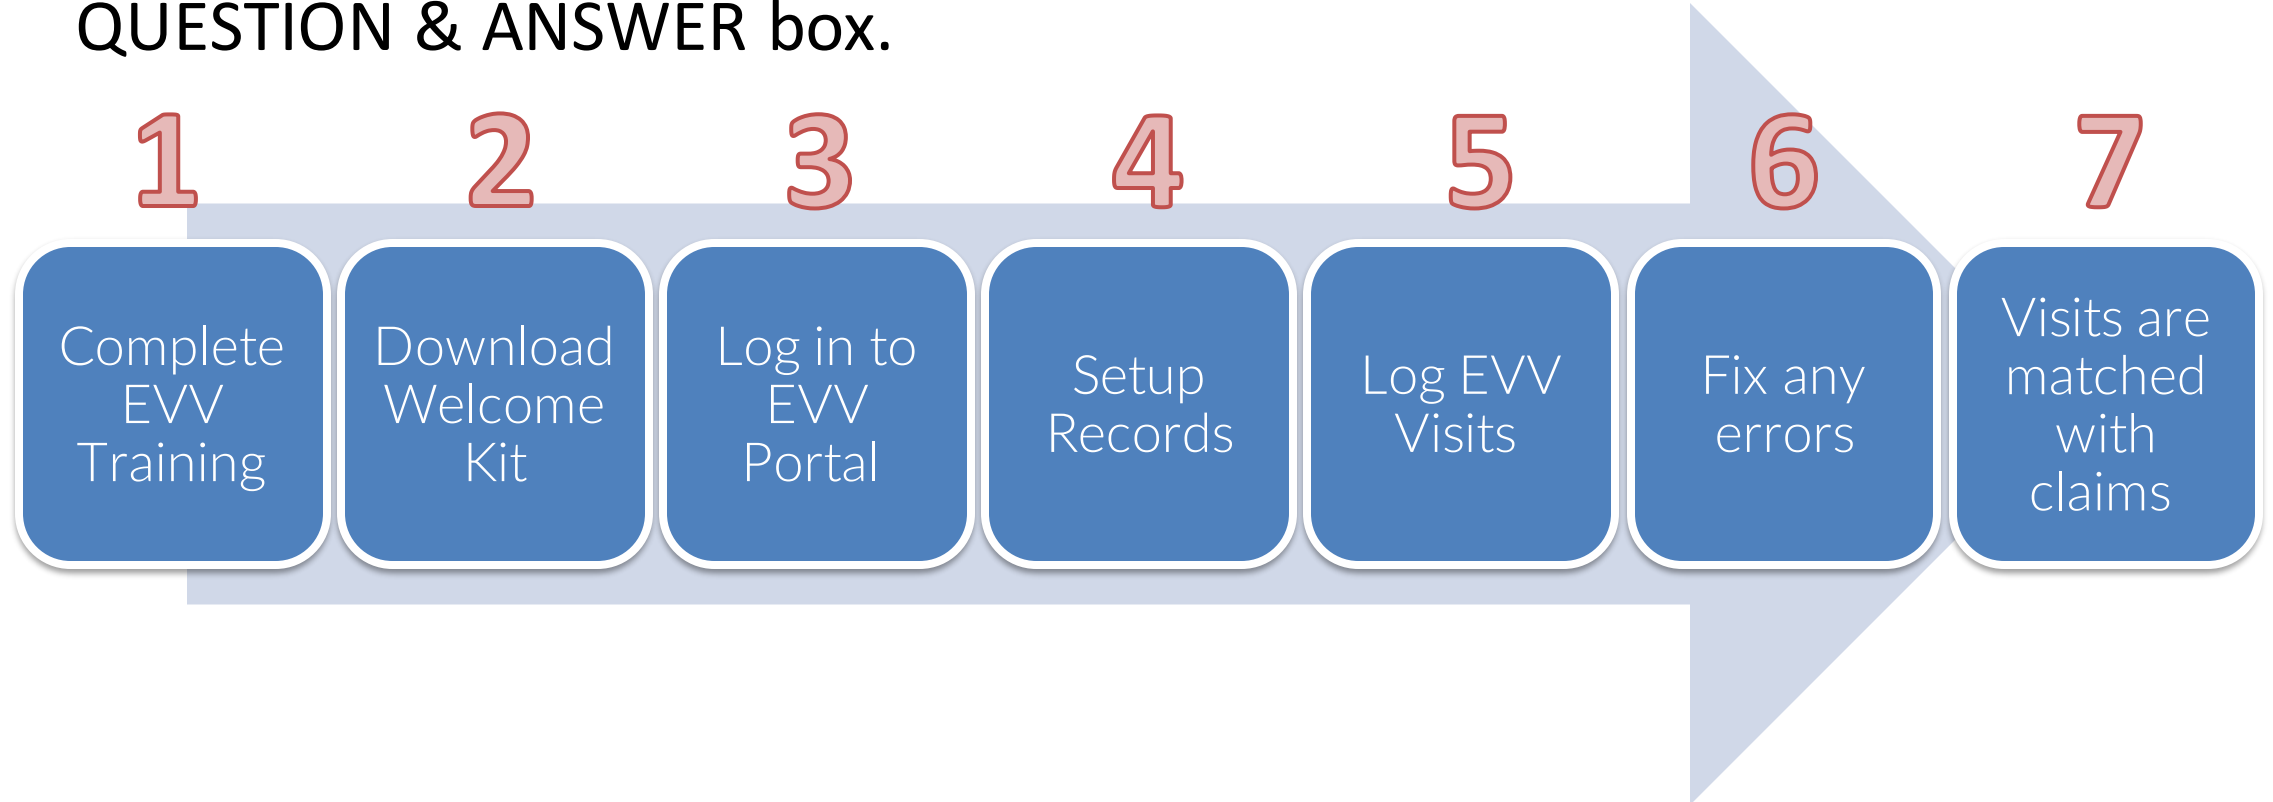 QUESTION & ANSWER box.
1
2
3
4
5
6
7
Complete
EVV
Training
Download
Welcome
Kit
Log in to
EVV
Portal
Setup
Records
Log EVV
Visits
Fix any
errors
Visits are
matched
with
claims